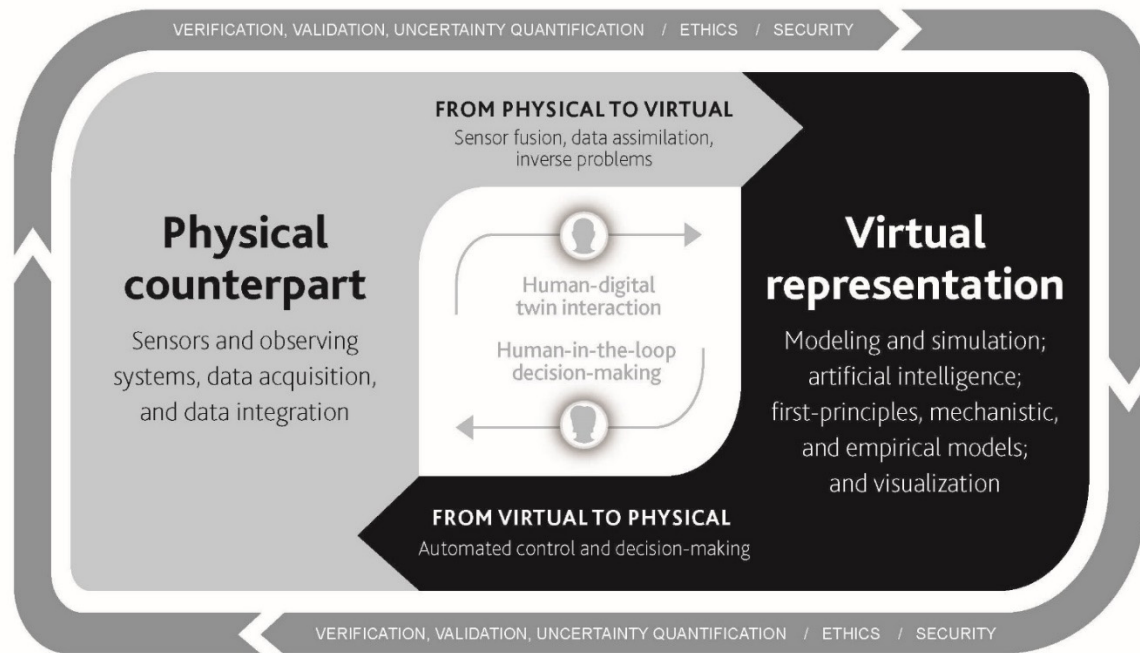 VERIFICATION, VALIDATION, UNCERTAINTY QUANTIFICATION / ETHICS / SECURITY
FROM PHYSICAL TO VIRTUAL
Sensor fusion, data assimilation,
inverse problems
Physical
counterpart
Sensors and observing
systems, data acquisition,
and data integration
Human-digital
twin interaction
Human-in-the-loop
decision-making
Virtual
representation
Modeling and simulation;
artificial intelligence;
first-principles, mechanistic,
and empirical models;
and visualization
FROM VIRTUAL TO PHYSICAL
Automated control and decision-making
VERIFICATION, VALIDATION, UNCERTAINTY QUANTIFICATION / ETHICS / SECURITY